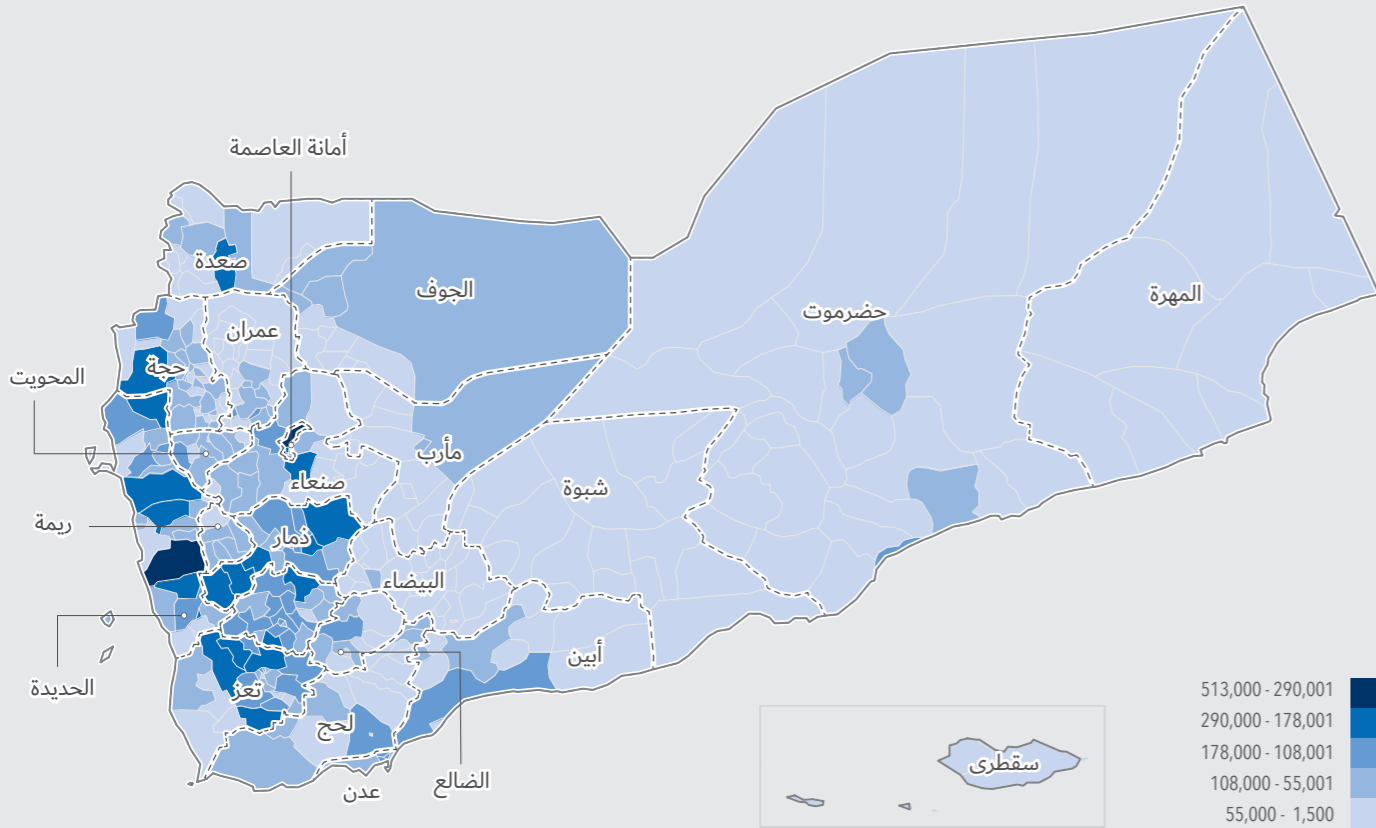 أمانة العاصمة
صعدة
الجوف
المهرة
حضرموت
عمران
حجة
المحويت
مأرب
صنعاء
شبوة
ريمة
ذمار
البيضاء
أبين
الحديدة
تعز
لحج
الضالع
عدن
سقطرى
513,000 - 290,001
290,000 - 178,001
178,000 - 108,001
108,000 - 55,001
55,000 - 1,500